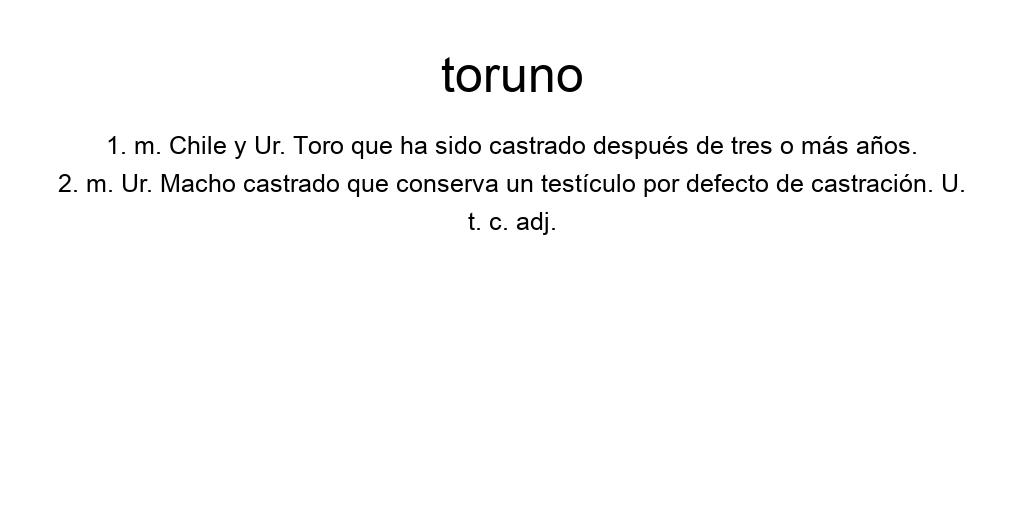 toruno
1. m. Chile y Ur. Toro que ha sido castrado después de tres o más años.
2. m. Ur. Macho castrado que conserva un testículo por defecto de castración. U.
t. c. adj.